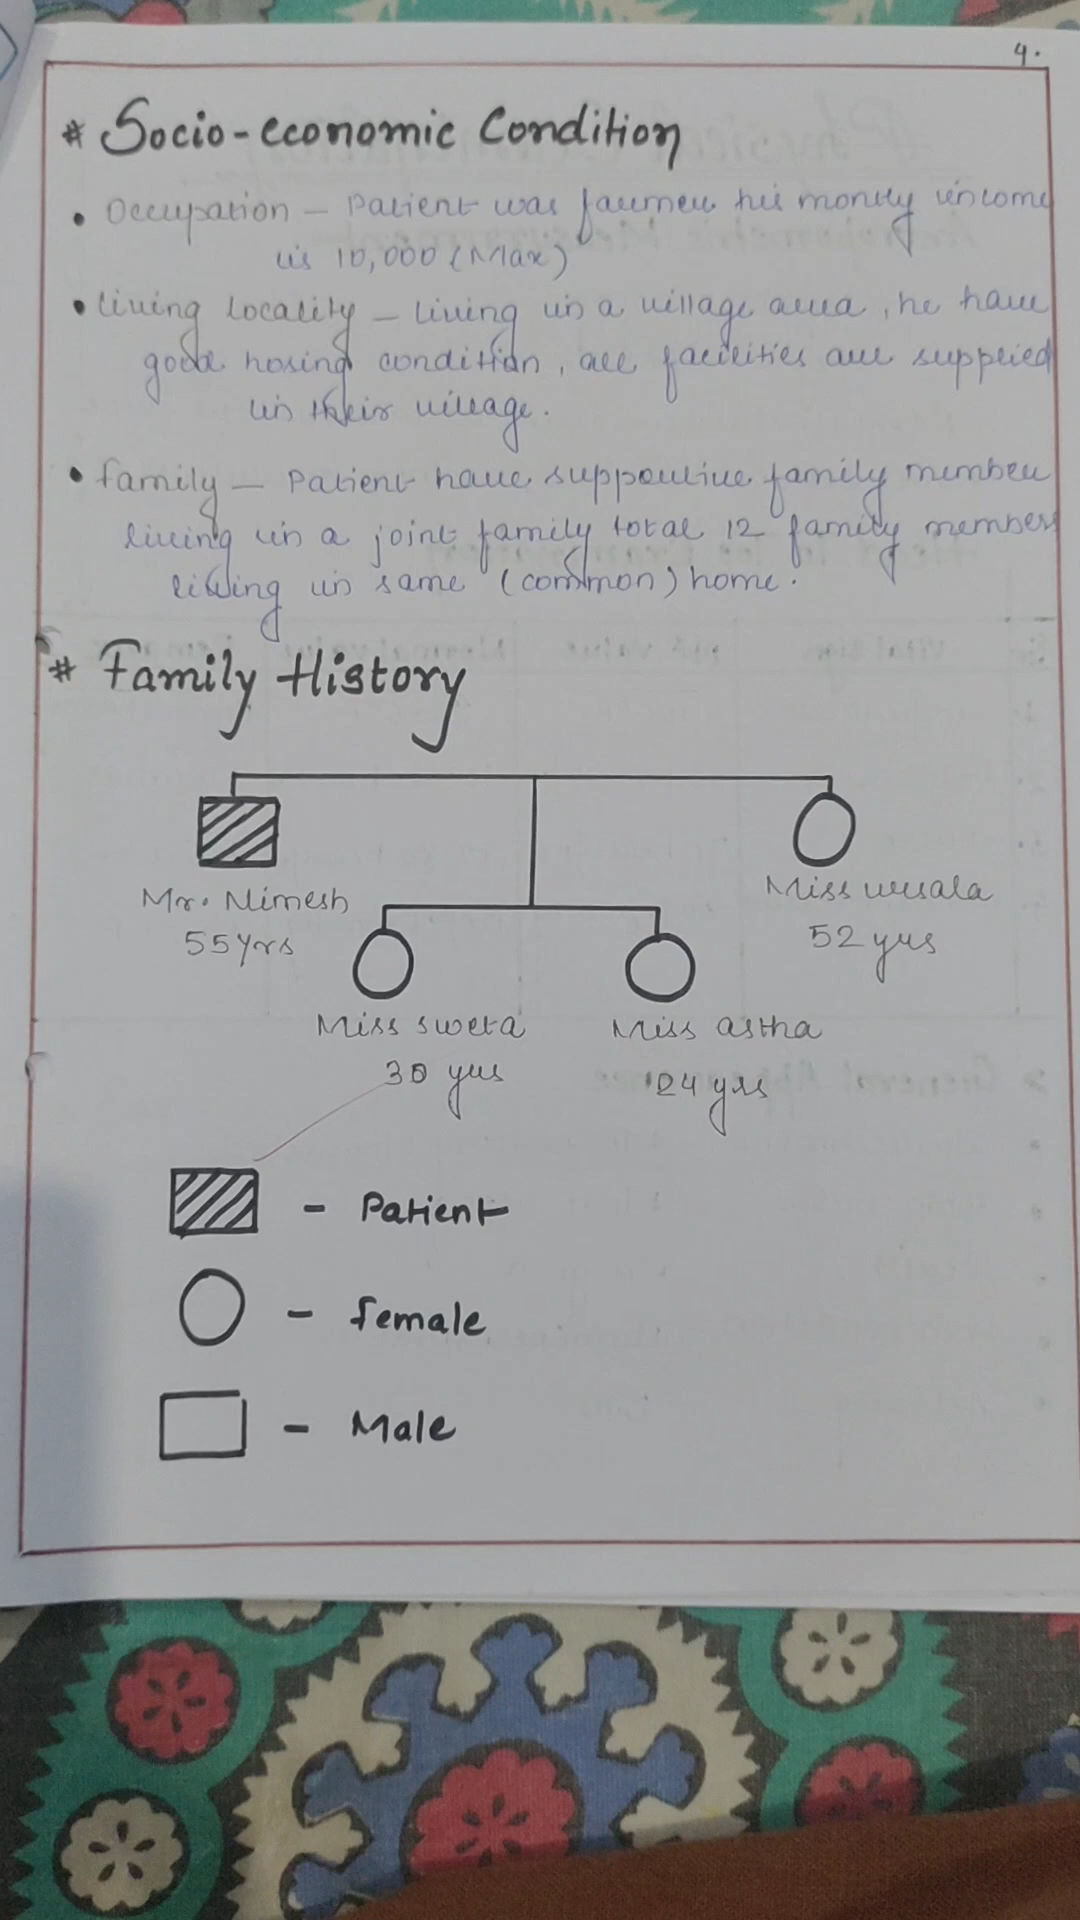 4.
# Socio-economic Condition
• Occupation - Patient was farmer his montly income
is 10,000 (Max)
• living locality - Living in a village area, he have
good hosing condition, all facilities are supplied
in their village.
• family - Patient have supportive family member
living in a joint family total 12 family members
living in same (common) home.
# Family History
Mr. Nimesh
55yrs
Miss
52 yrs
Miss sweta
30 yrs
Miss astha
24 yrs
- Patient
- female
- Male